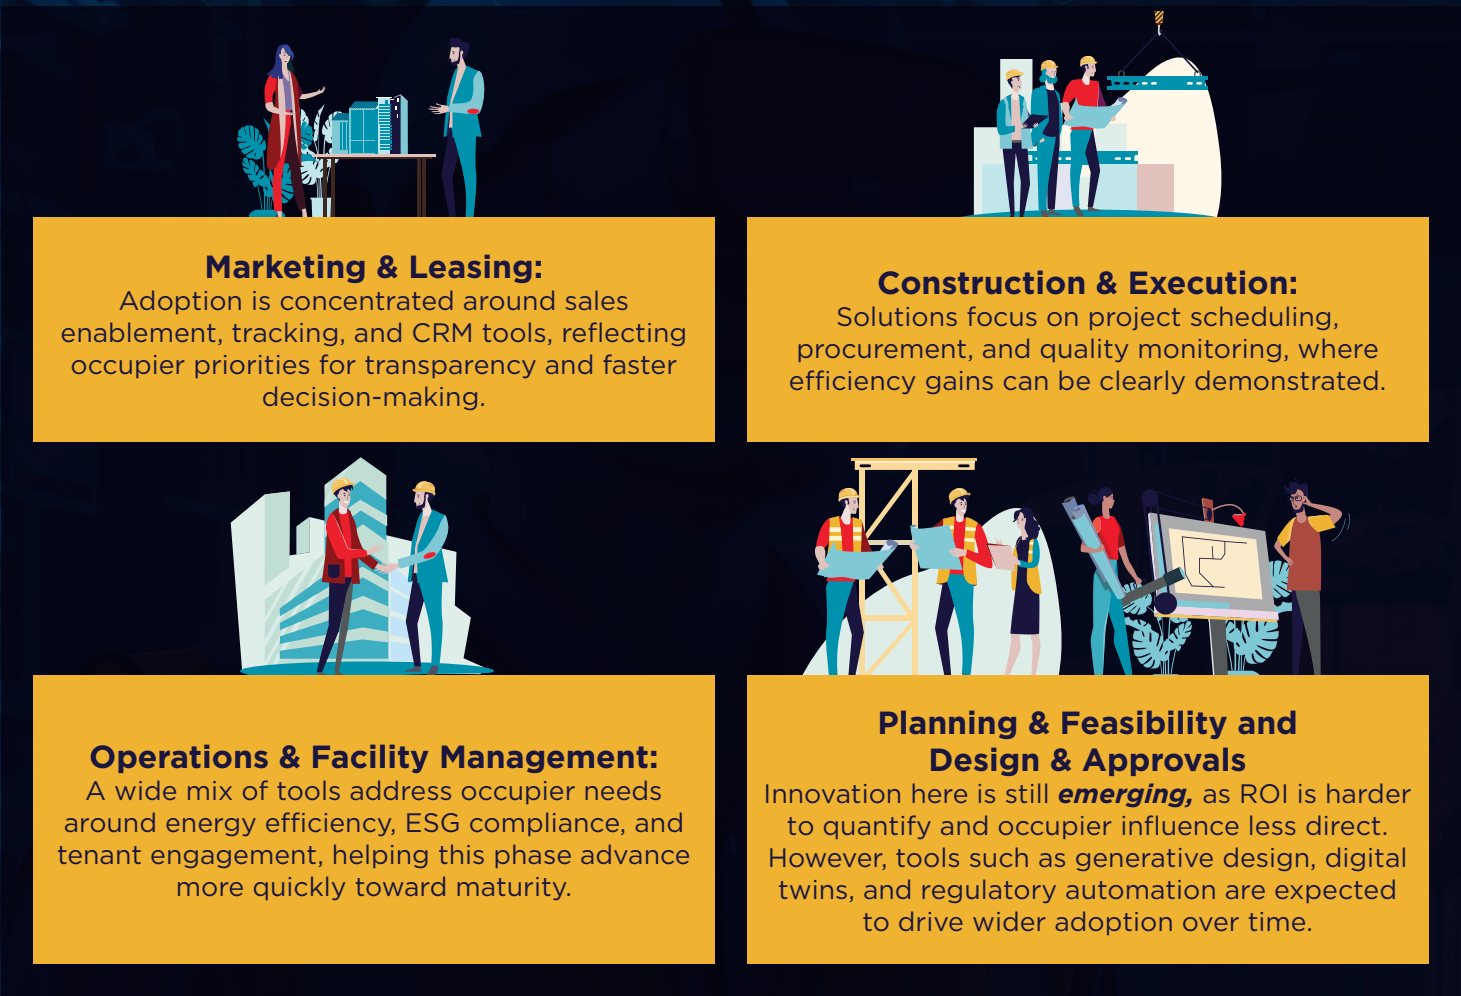 Marketing & Leasing:
Adoption is concentrated around sales
enablement, tracking, and CRM tools, reflecting
occupier priorities for transparency and faster
decision-making.
Construction & Execution:
Solutions focus on project scheduling,
procurement, and quality monitoring, where
efficiency gains can be clearly demonstrated.
Operations & Facility Management:
A wide mix of tools address occupier needs
around energy efficiency, ESG compliance, and
tenant engagement, helping this phase advance
more quickly toward maturity.
Planning & Feasibility and
Design & Approvals
Innovation here is still emerging, as ROI is harder
to quantify and occupier influence less direct.
However, tools such as generative design, digital
twins, and regulatory automation are expected
to drive wider adoption over time.